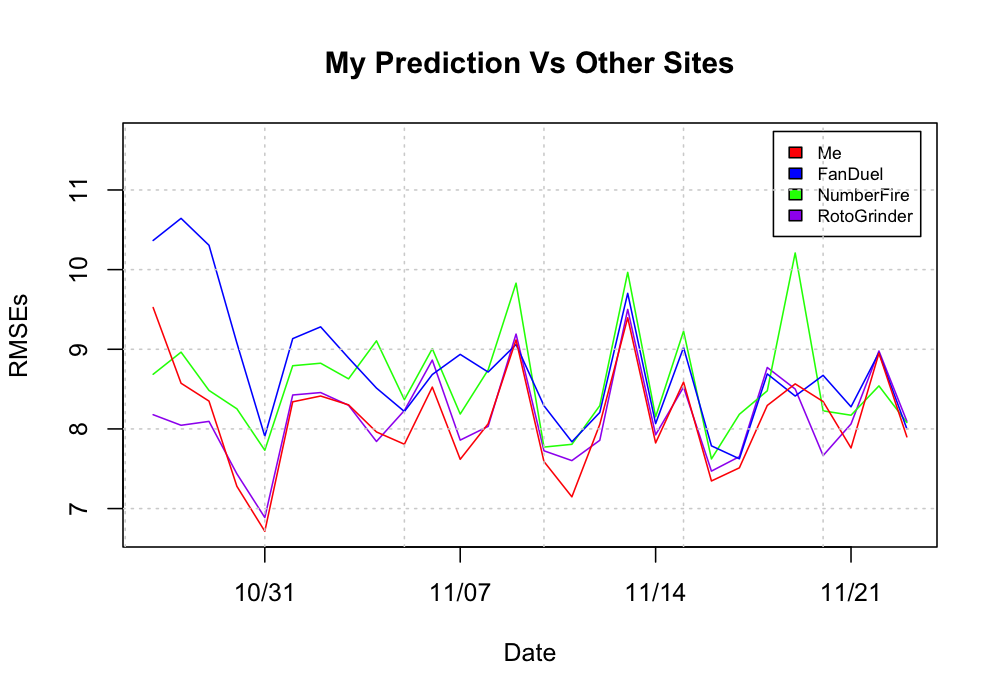 My Prediction Vs Other Sites
Me
FanDuel
NumberFire
RotoGrinder
11
10
9
8
7
RMSEs
10/31
11/07
11/14
11/21
Date